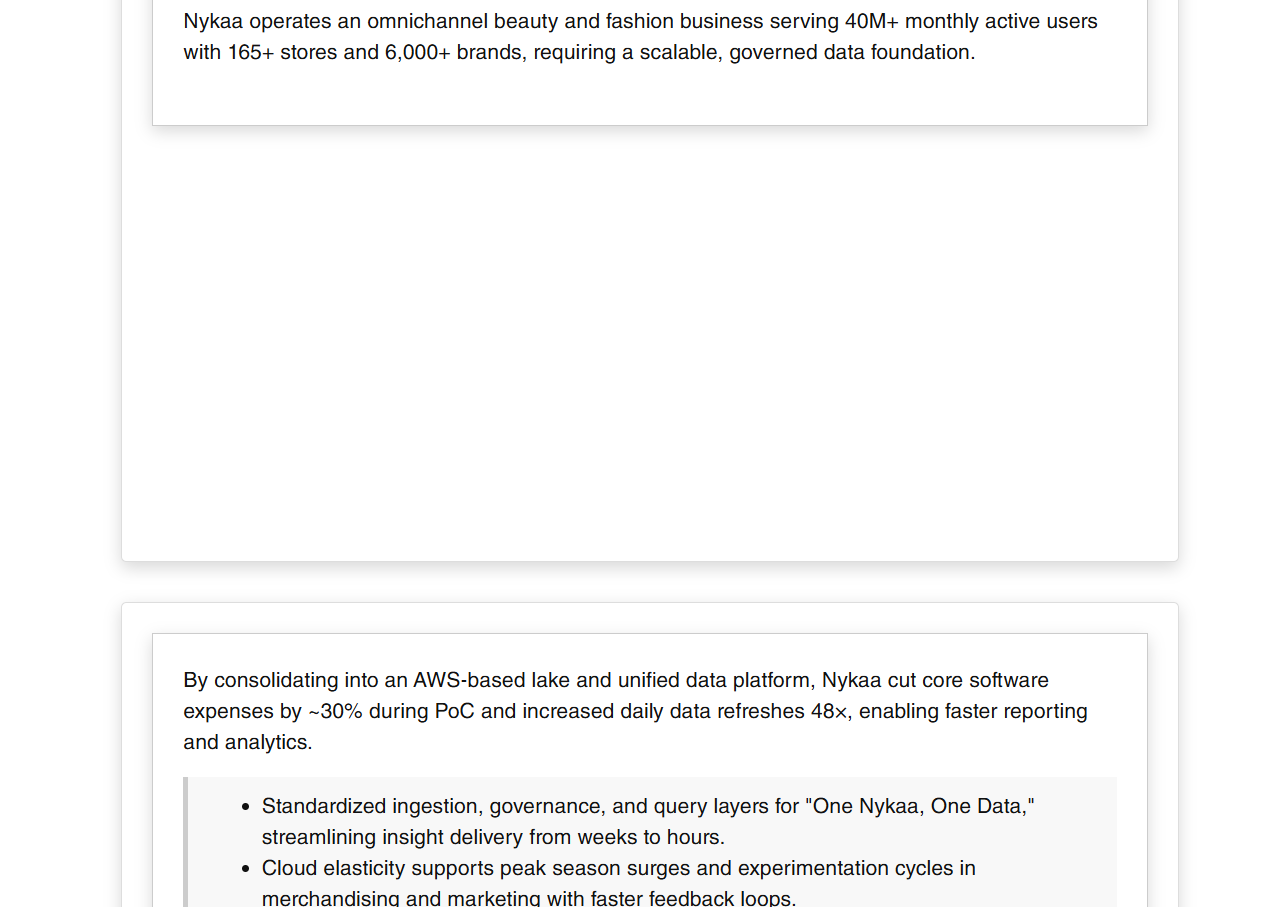 Nykaa operates an omnichannel beauty and fashion business serving 40M+ monthly active users
with 165+ stores and 6,000+ brands, requiring a scalable, governed data foundation.
By consolidating into an AWS-based lake and unified data platform, Nykaa cut core software
expenses by ~30% during PoC and increased daily data refreshes 48×, enabling faster reporting
and analytics.
• Standardized ingestion, governance, and query layers for "One Nykaa, One Data,"
streamlining insight delivery from weeks to hours.
• Cloud elasticity supports peak season surges and experimentation cycles in
merchandising and marketing with faster feedback loops.